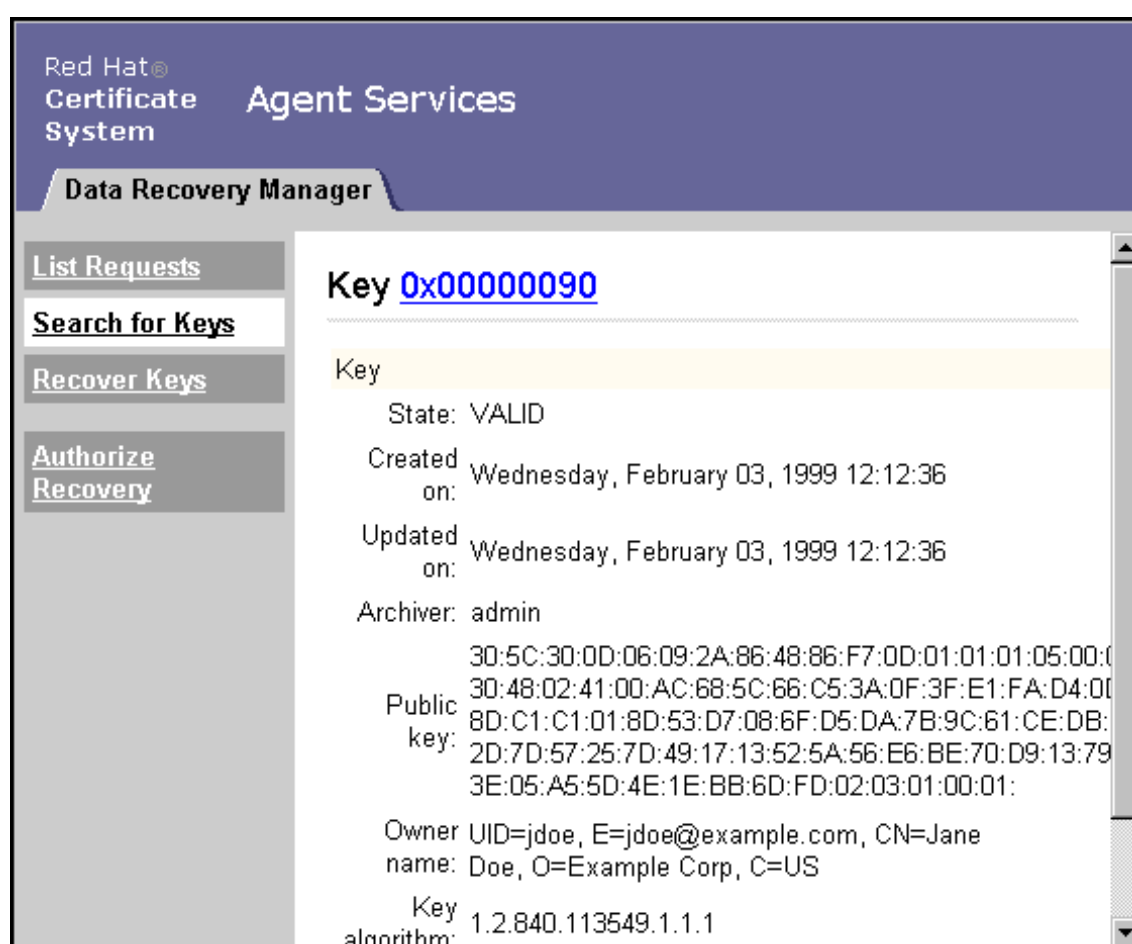 Red Hat®
Certificate
System
Agent Services
Data Recovery Manager
List Requests
Search for Keys
Recover Keys
Authorize
Recovery
Key 0x00000090
Key
State: VALID
Created
on: Wednesday, February 03, 1999 12:12:36
Updated
on: Wednesday, February 03, 1999 12:12:36
Archiver: admin
Public
key:
30:5C:30:0D:06:09:2A:86:48:86:F7:0D:01:01:01:05:00:
30:48:02:41:00:AC:68:5C:66:C5:3A:0F:3F:E1:FA:D4:
8D:C1:C1:01:8D:53:D7:08:6F:D5:DA:7B:9C:61:CE:DB:
2D:7D:57:25:7D:49:17:13:52:5A:56:E6:BE:70:D9:13:79
3E:05:A5:5D:4E:1E:BB:6D:FD:02:03:01:00:01:
Owner
name:
UID=jdoe, E=jdoe@example.com, CN=Jane
Doe, O=Example Corp, C=US
Key
algorithm: 1.2.840.113549.1.1.1